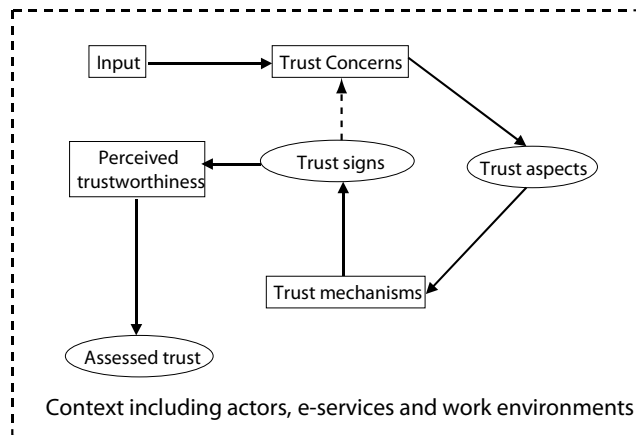 Input
Trust Concerns
Perceived
trustworthiness
Trust signs
Trust aspects
Trust mechanisms
Assessed trust
Context including actors, e-services and work environments